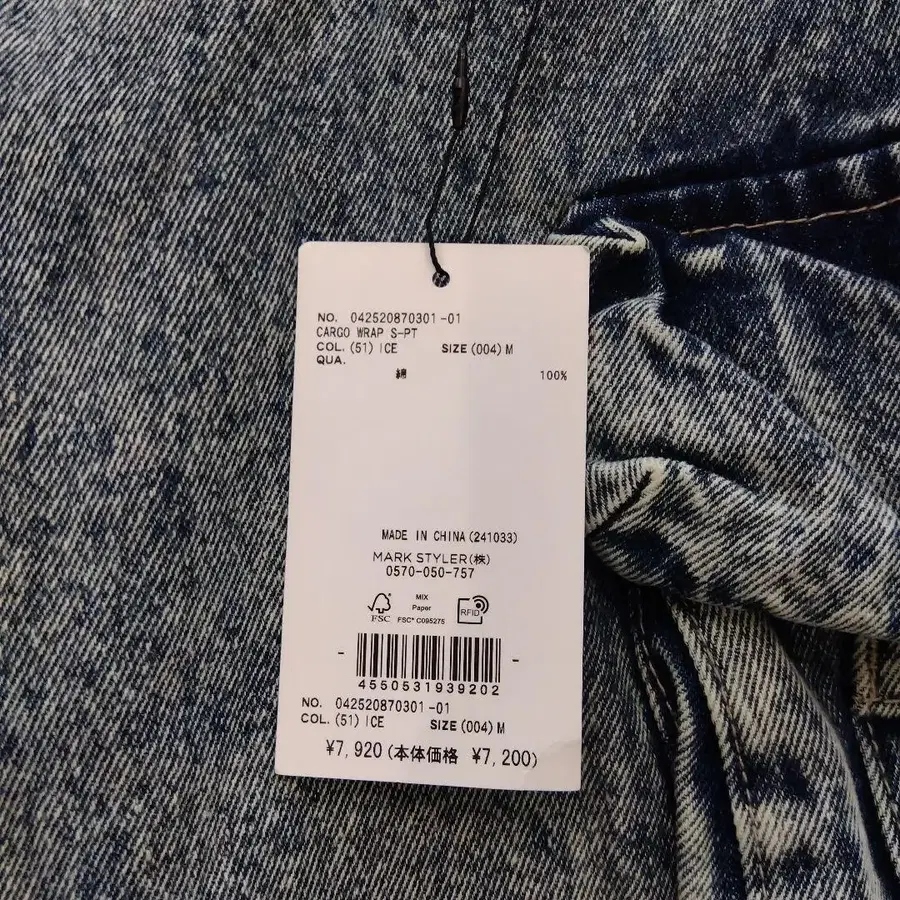 NO. 042520870301-01
CARGO WRAP S-PT
COL. (51) ICE SIZE (004) M
QUA.
綿 100%
MADE IN CHINA (241033)
MARK STYLER(株)
0570-050-757
FSC MIX Paper FSC® C095275 RFID
4550531939202
NO. 042520870301-01
COL. (51) ICE SIZE (004) M
¥7,920 (本体価格 ¥7,200)